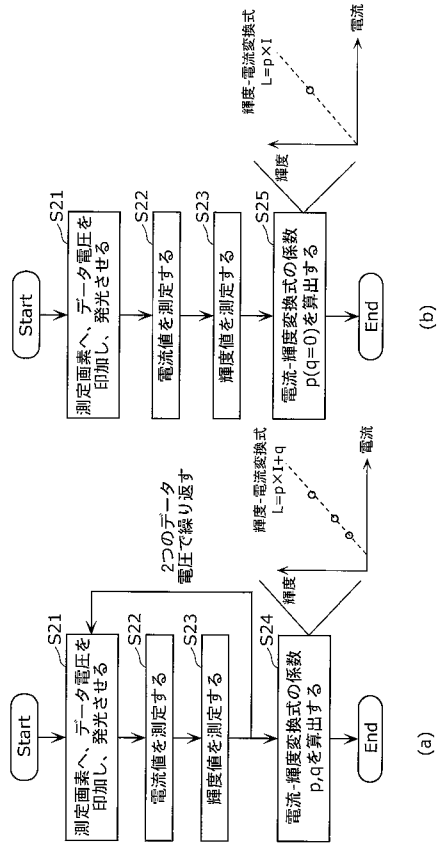 Start
S21
測定画素へ、データ電圧を
印加し、発光させる
S22
電流値を測定する
S23
輝度値を測定する
2つのデータ
電圧で繰り返す
S24
電流-輝度変換式の係数
p,qを算出する
End
輝度-電流変換式
L=p×I+q
輝度
電流
(a)
Start
S21
測定画素へ、データ電圧を
印加し、発光させる
S22
電流値を測定する
S23
輝度値を測定する
S25
電流-輝度変換式の係数
p(q=0)を算出する
End
輝度-電流変換式
L=p×I
輝度
電流
(b)